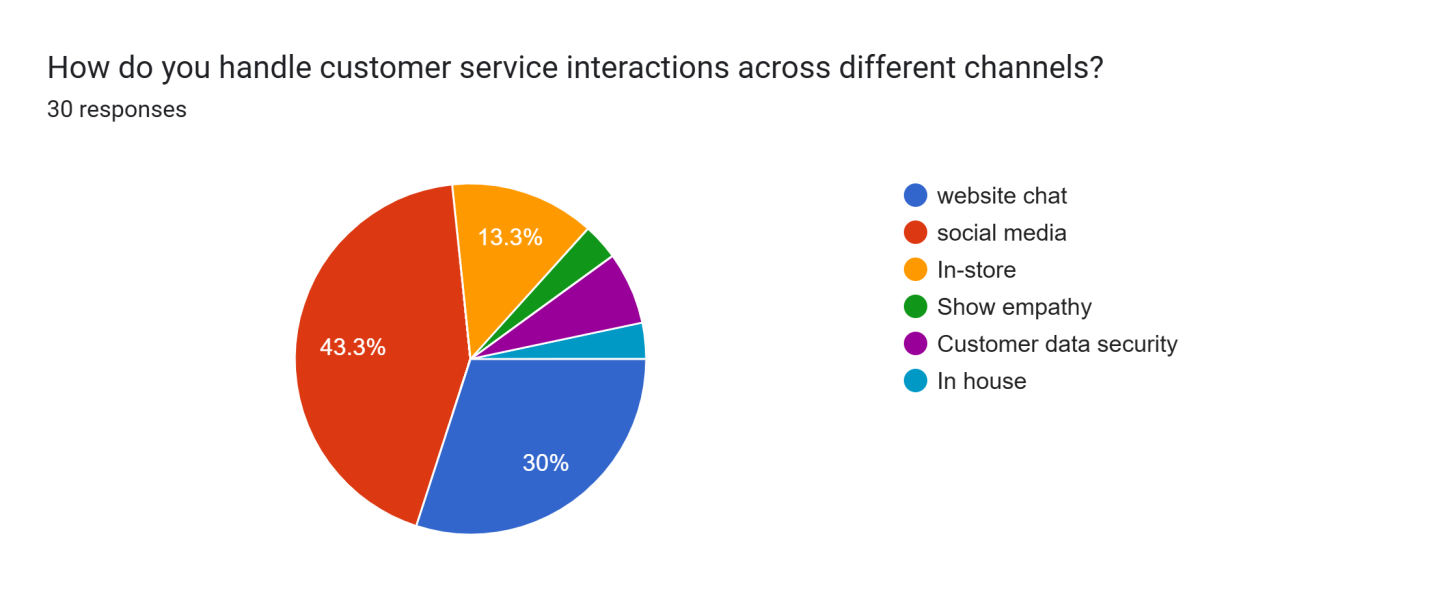 How do you handle customer service interactions across different channels?
30 responses
13.3%
43.3%
30%
website chat
social media
In-store
Show empathy
Customer data security
In house